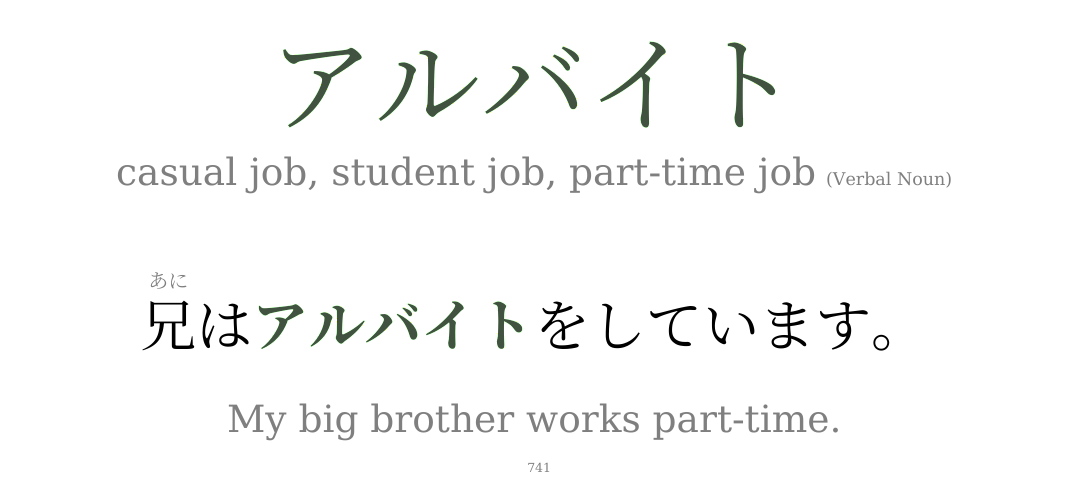 アルバイト
casual job, student job, part-time job (Verbal Noun)
あに
兄はアルバイトをしています。
My big brother works part-time.
741